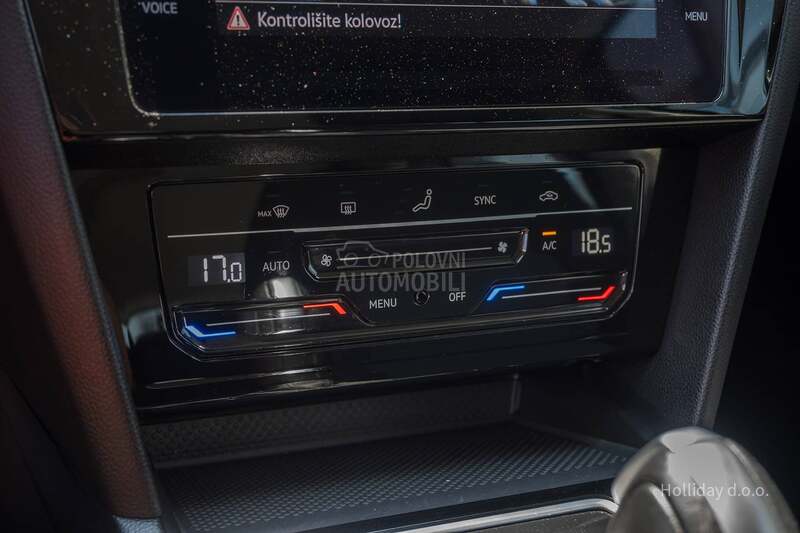 VOICE
Kontrolišite kolovoz!
MENU
MAX
SYNC
17.0
AUTO
A/C
18.5
POLOVNI
AUTOMOBILI
MENU
OFF
Holliday d.o.o.